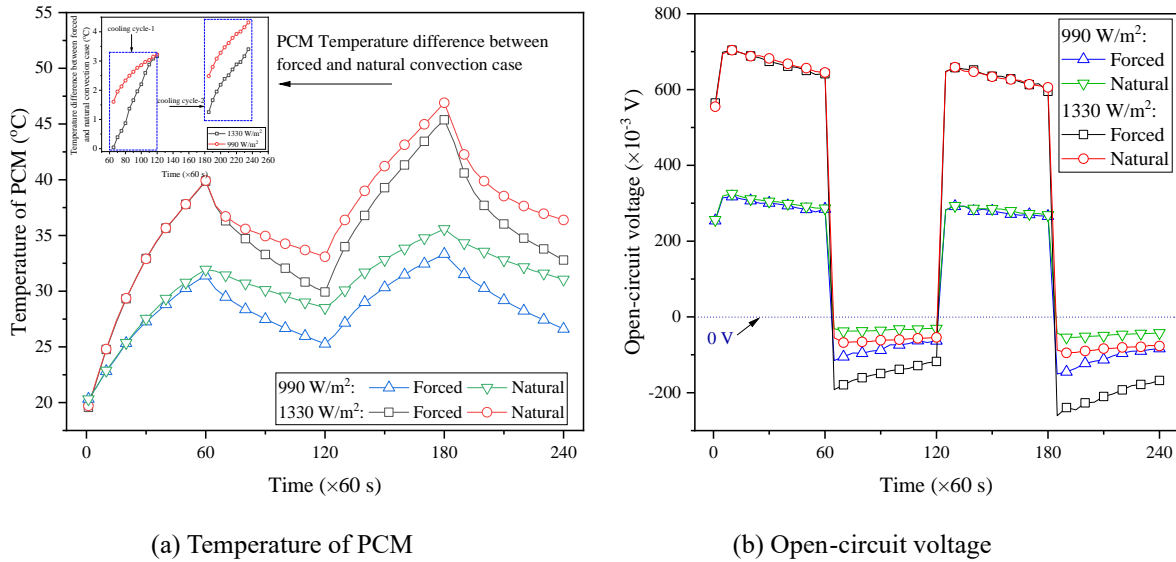 55
50
45
40
35
30
25
20
Temperature of PCM (°C)
0
60
120
180
240
Time (×60 s)
Temperature difference between forced
and natural convection case (°C)
4
3
2
1
0
60 80 100 120 140 160 180 200 220 240 260
Time (×60 s)
cooling cycle-1
cooling cycle-2
1330 W/m²
990 W/m²
PCM Temperature difference between
forced and natural convection case
990 W/m²: Forced Natural
1330 W/m²: Forced Natural
(a) Temperature of PCM
800
600
400
200
0
-200
Open-circuit voltage (×10⁻³ V)
0
60
120
180
240
Time (×60 s)
0 V
990 W/m²:
Forced
Natural
1330 W/m²:
Forced
Natural
(b) Open-circuit voltage